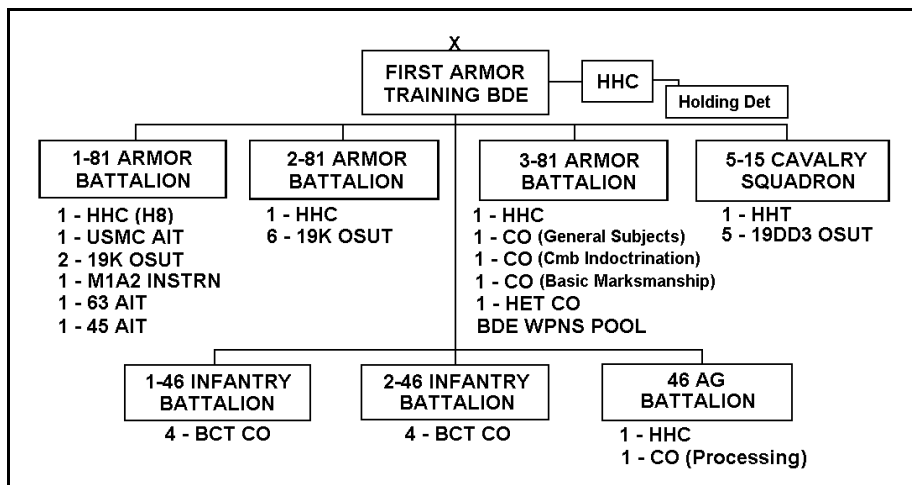 X
FIRST ARMOR
TRAINING BDE
HHC
Holding Det
1-81 ARMOR
BATTALION
1 - HHC (H8)
1 - USMC AIT
2 - 19K OSUT
1 - M1A2 INSTRN
1 - 63 AIT
1 - 45 AIT
2-81 ARMOR
BATTALION
1 - HHC
6 - 19K OSUT
3-81 ARMOR
BATTALION
1 - HHC
1 - CO (General Subjects)
1 - CO (Cmb Indoctrination)
1 - CO (Basic Marksmanship)
1 - HET CO
BDE WPNS POOL
5-15 CAVALRY
SQUADRON
1 - HHT
5 - 19DD3 OSUT
1-46 INFANTRY
BATTALION
4 - BCT CO
2-46 INFANTRY
BATTALION
4 - BCT CO
46 AG
BATTALION
1 - HHC
1 - CO (Processing)